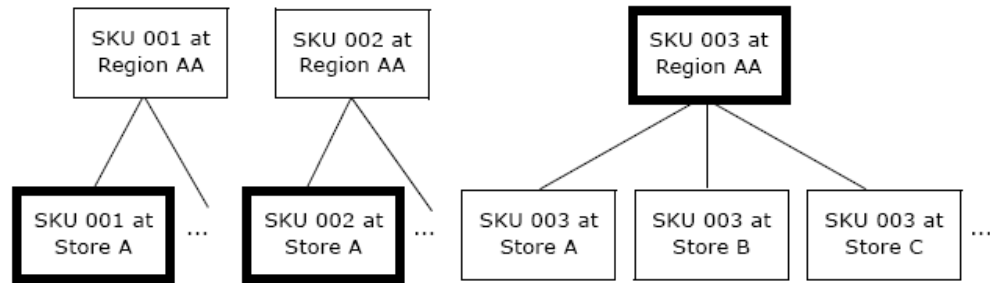 SKU 001 at
Region AA
SKU 002 at
Region AA
SKU 003 at
Region AA
SKU 001 at
Store A
...
SKU 002 at
Store A
...
SKU 003 at
Store A
SKU 003 at
Store B
SKU 003 at
Store C
...